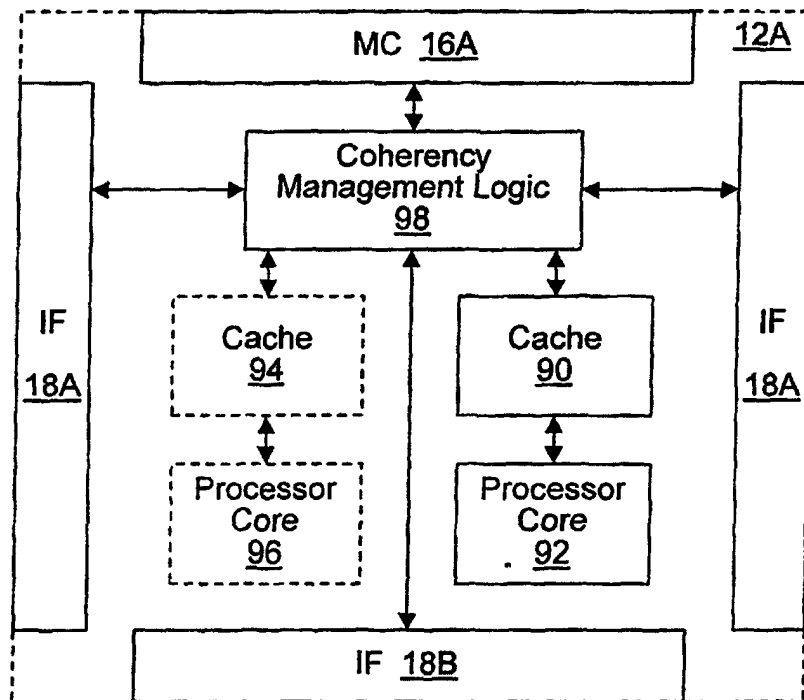 MC 16A
12A
Coherency
Management Logic
98
IF
18A
Cache
94
Cache
90
IF
18A
Processor
Core
96
Processor
Core
92
IF 18B